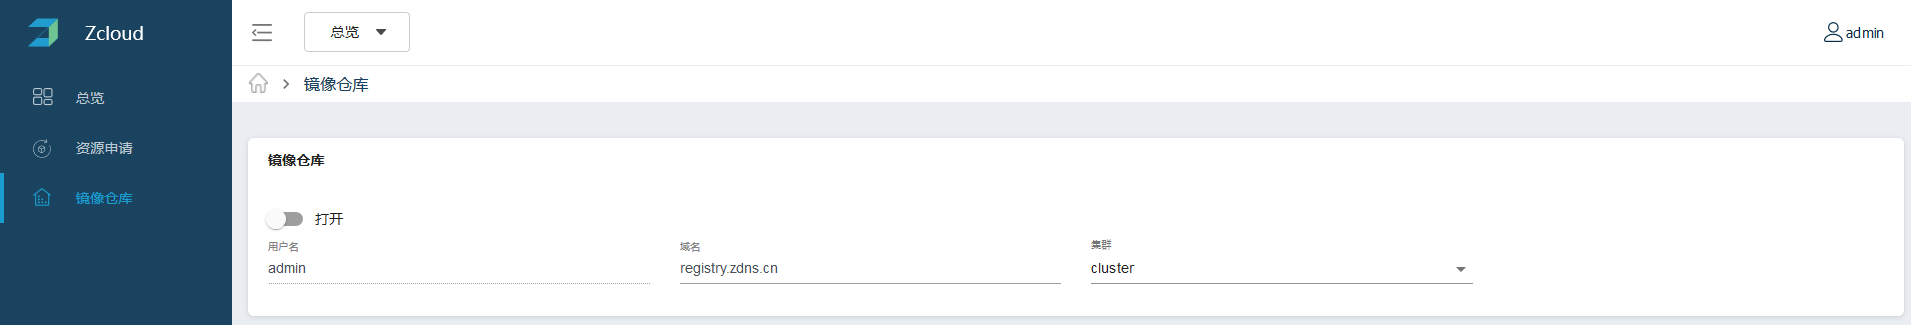 Zcloud
总览
资源申请
镜像仓库
总览
admin
镜像仓库
镜像仓库
打开
用户名
admin
域名
registry.zdns.cn
集群
cluster